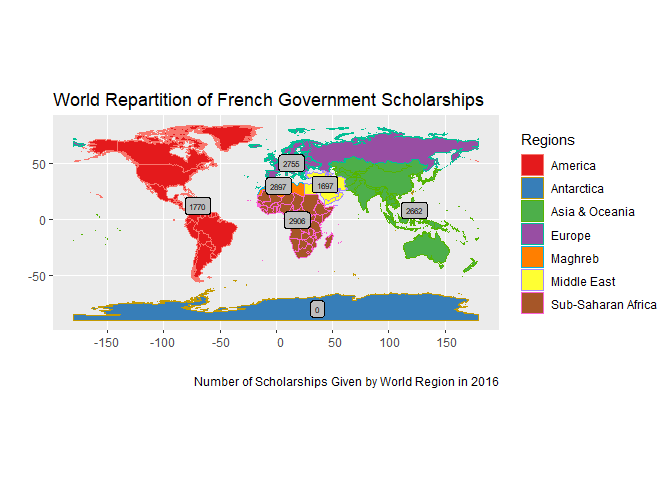 World Repartition of French Government Scholarships
Regions
America
Antarctica
Asia & Oceania
Europe
Maghreb
Middle East
Sub-Saharan Africa
50
0
-50
2755
2897
1697
1770
2906
2662
0
-150
-100
-50
0
50
100
150
Number of Scholarships Given by World Region in 2016